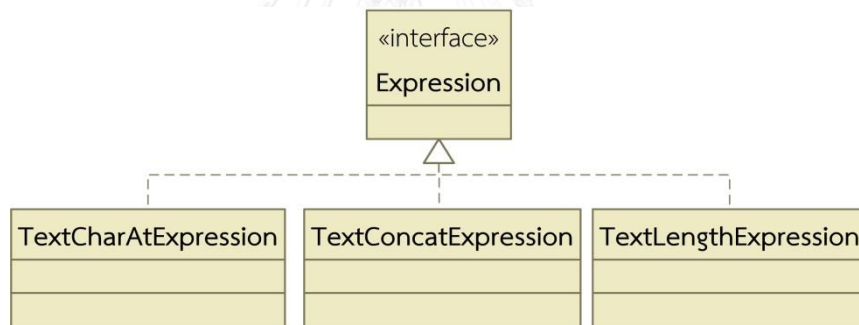 «interface»
Expression
TextCharAtExpression
TextConcatExpression
TextLengthExpression